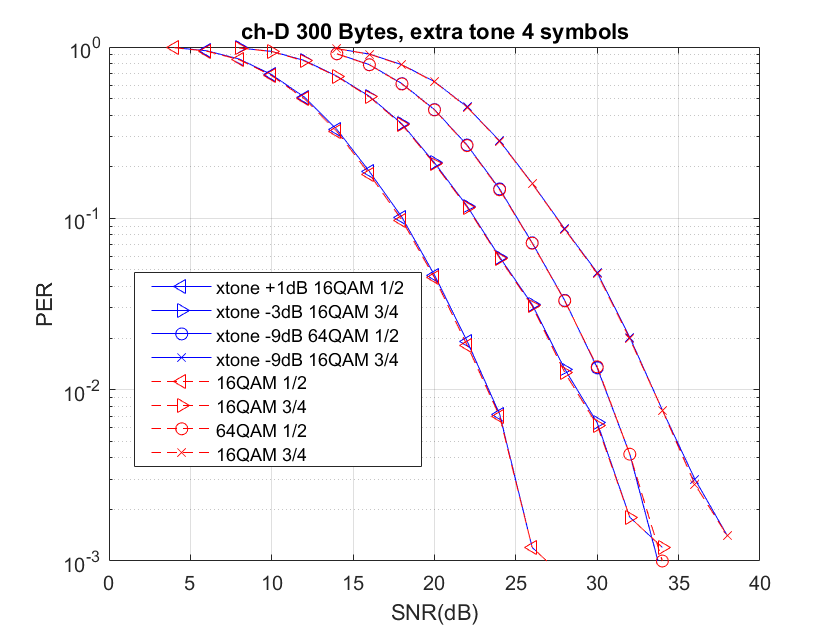 ch-D 300 Bytes, extra tone 4 symbols
10^0
10^-1
10^-2
10^-3
PER
xtone +1dB 16QAM 1/2
xtone -3dB 16QAM 3/4
xtone -9dB 64QAM 1/2
xtone -9dB 16QAM 3/4
16QAM 1/2
16QAM 3/4
64QAM 1/2
16QAM 3/4
0 5 10 15 20 25 30 35 40
SNR(dB)